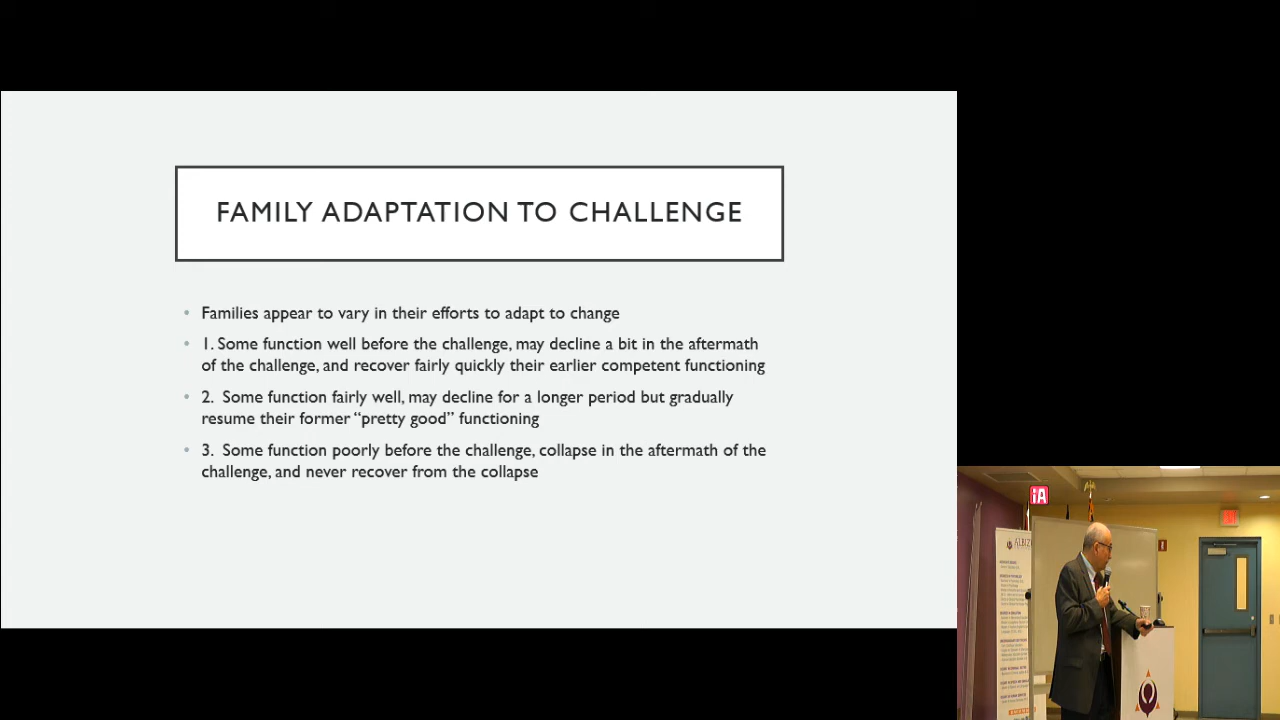 FAMILY ADAPTATION TO CHALLENGE
• Families appear to vary in their efforts to adapt to change
• 1. Some function well before the challenge, may decline a bit in the aftermath
of the challenge, and recover fairly quickly their earlier competent functioning
• 2.  Some function fairly well, may decline for a longer period but gradually
resume their former “pretty good” functioning
• 3.  Some function poorly before the challenge, collapse in the aftermath of the
challenge, and never recover from the collapse
iA
ALBIZ